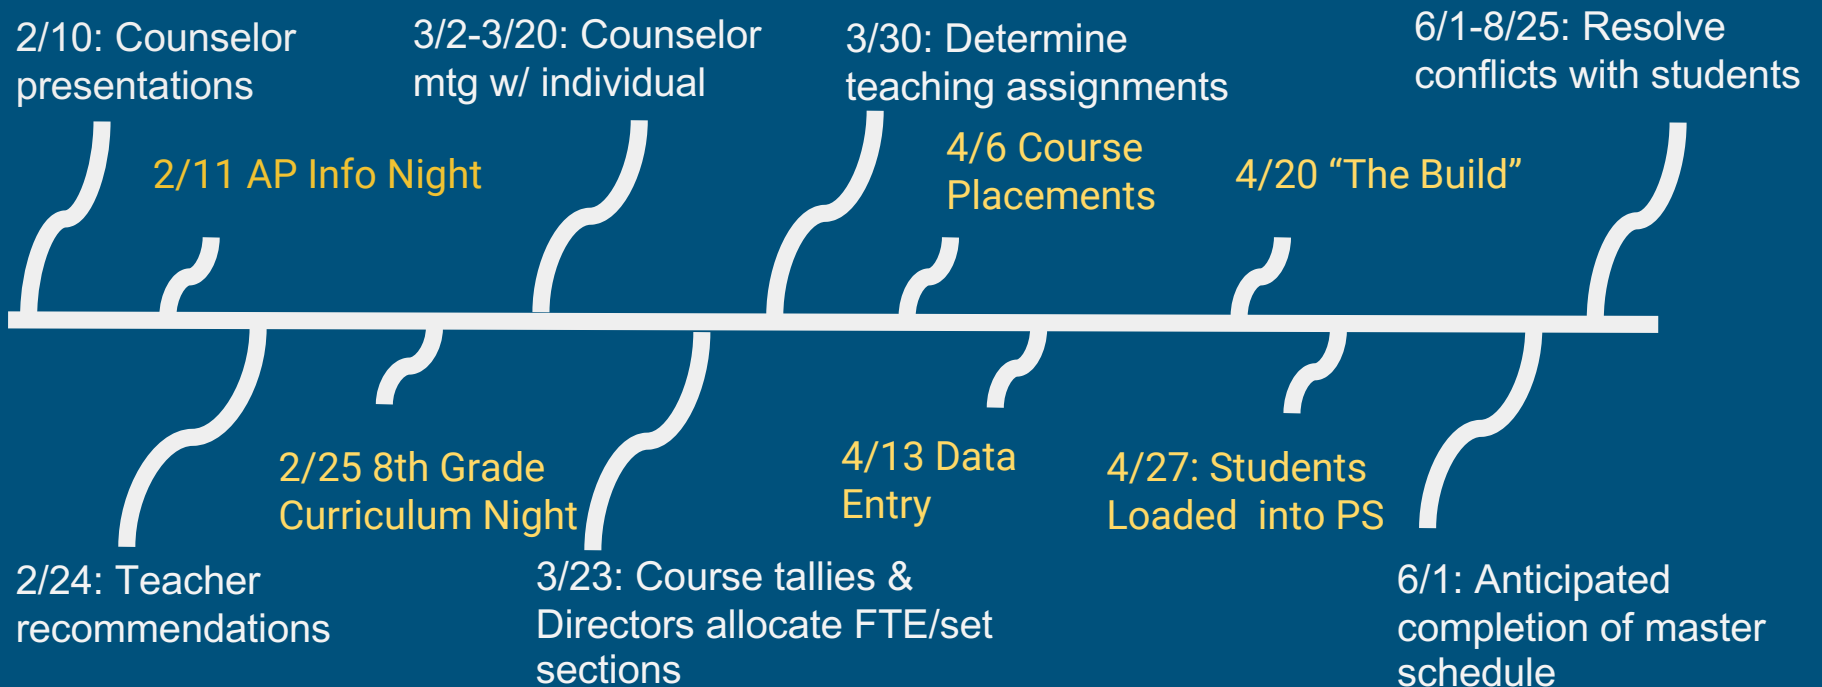 2/10: Counselor
presentations
3/2-3/20: Counselor
mtg w/ individual
3/30: Determine
teaching assignments
6/1-8/25: Resolve
conflicts with students
2/11 AP Info Night
4/6 Course
Placements
4/20 “The Build”
2/25 8th Grade
Curriculum Night
4/13 Data
Entry
4/27: Students
Loaded  into PS
2/24: Teacher
recommendations
3/23: Course tallies &
Directors allocate FTE/set
sections
6/1: Anticipated
completion of master
schedule